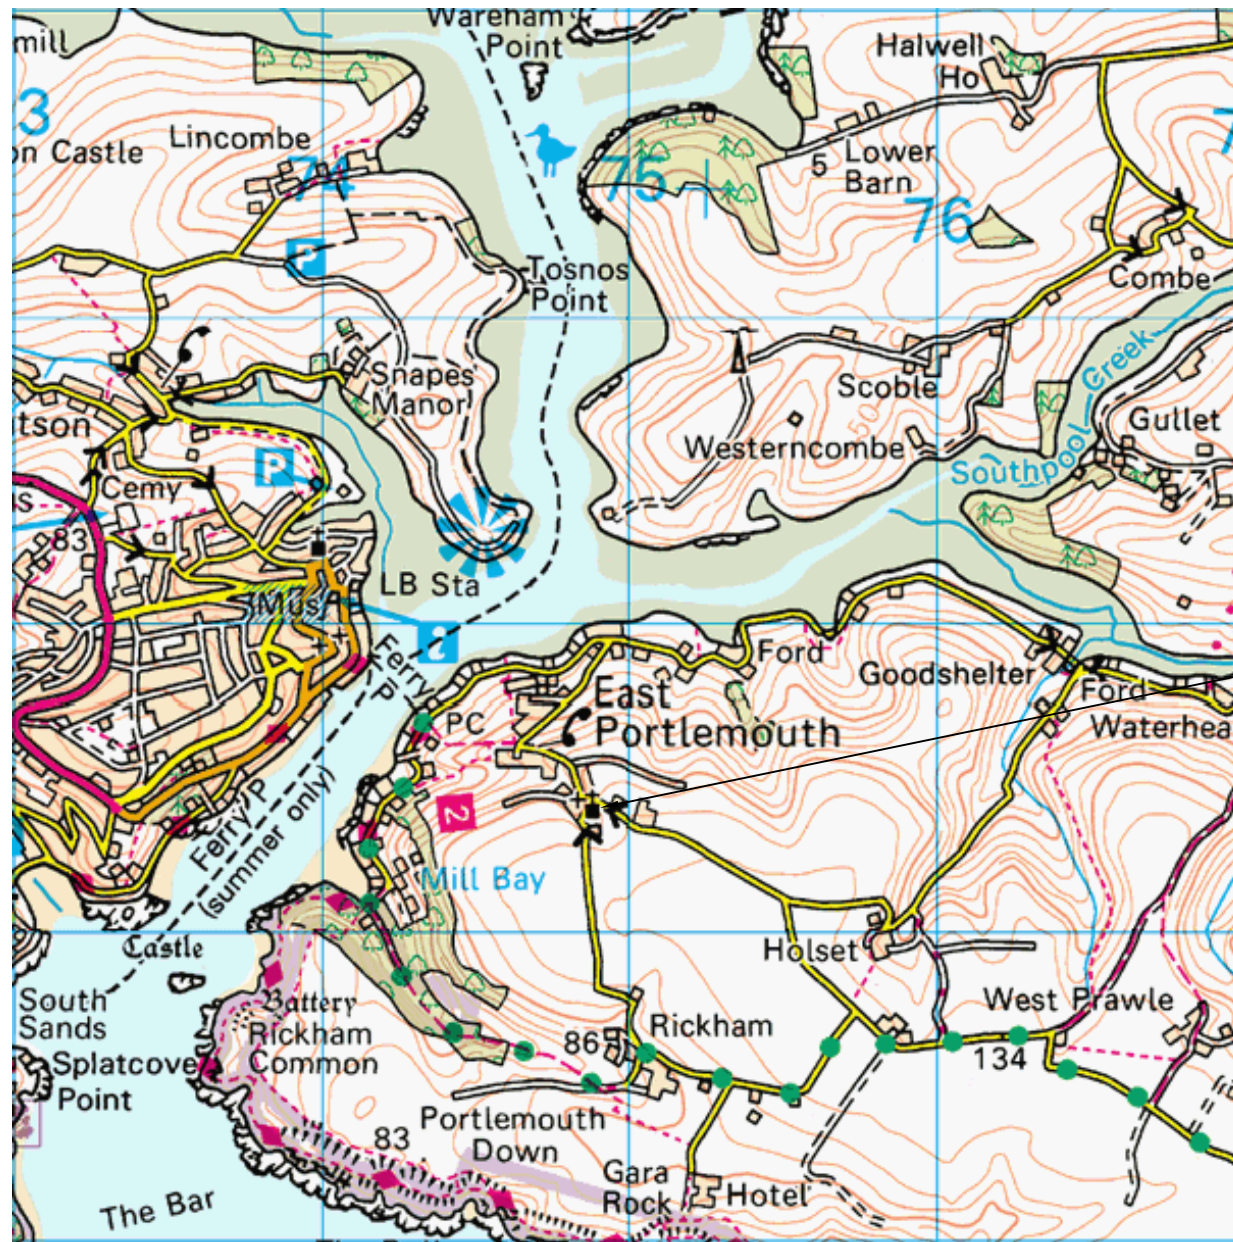 Wareham
Point
mill
Halwell
Ho
3
on Castle
Lincombe
74
75
5
Lower
Barn
76
7
P
Tosnos
Point
Combe
Snapes
Manor
Scoble
Creek
Southpool
Gullet
Westerncombe
P
Cemy
83
LB Sta
Mus
i
Ferry P
Ford
Goodshelter
Ford
Waterhea
PC
East
Portlemouth
2
Ferry P
(summer only)
Mill Bay
Castle
Holset
South
Sands
Battery
Rickham
Common
West Prawle
Splatcove
Point
86
Rickham
134
Portlemouth
Down
83
Gara
Rock
Hotel
The Bar